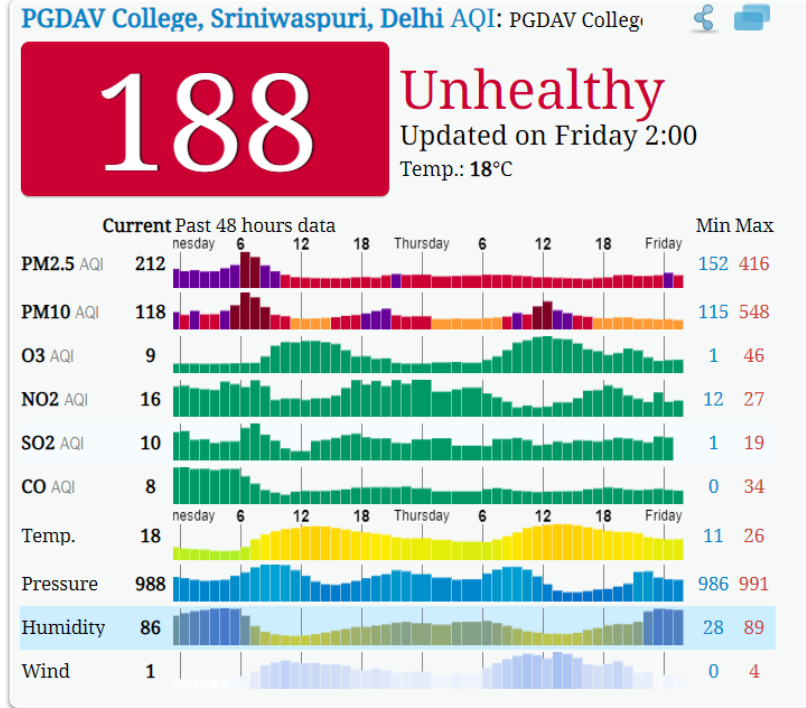 PGDAV College, Sriniwaspuri, Delhi AQI: PGDAV Colleg
188
Unhealthy
Updated on Friday 2:00
Temp.: 18°C
Current Past 48 hours data Min Max
nesday 6 12 18 Thursday 6 12 18 Friday
PM2.5 AQI 212 152 416
PM10 AQI 118 115 548
O3 AQI 9 1 46
NO2 AQI 16 12 27
SO2 AQI 10 1 19
CO AQI 8 0 34
nesday 6 12 18 Thursday 6 12 18 Friday
Temp. 18 11 26
Pressure 988 986 991
Humidity 86 28 89
Wind 1 0 4